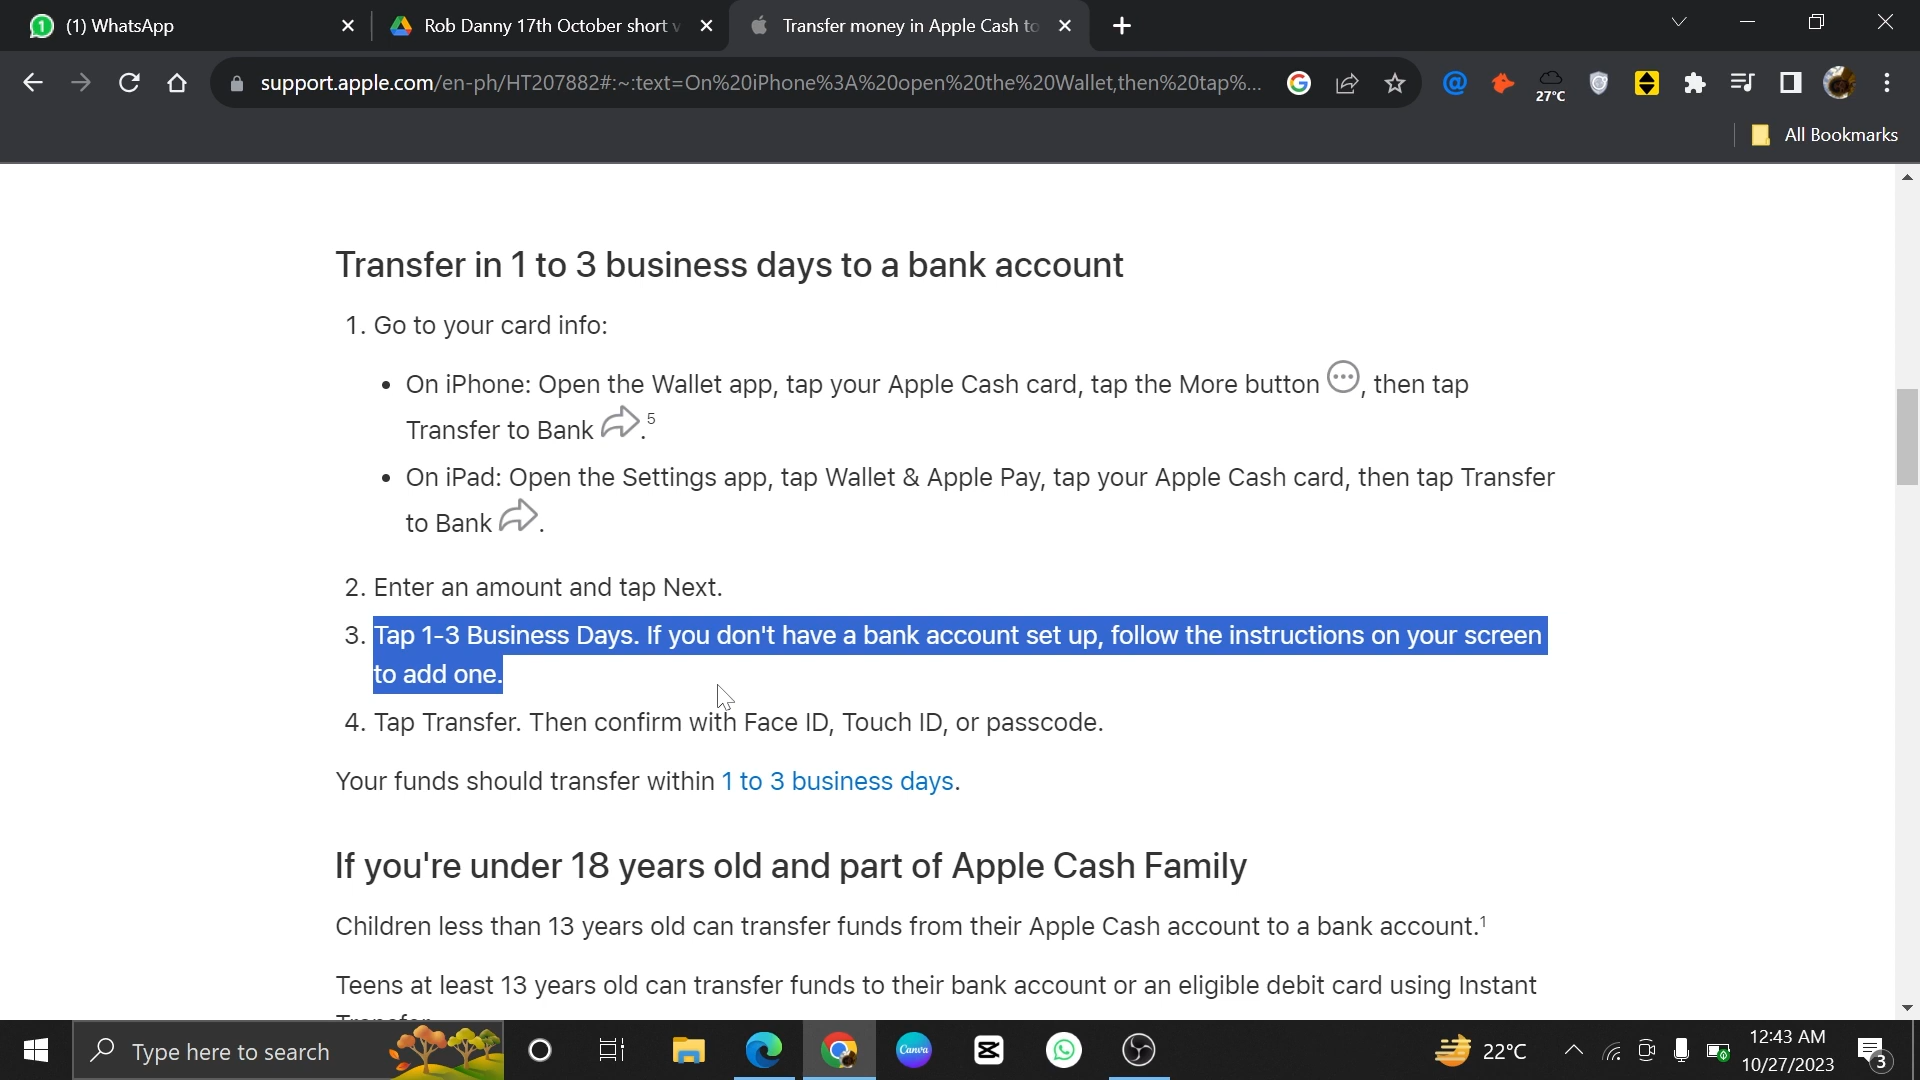 (1) WhatsApp
Rob Danny 17th October short v
Transfer money in Apple Cash to
support.apple.com/en-ph/HT207882#:~:text=On%20iPhone%3A%20open%20the%20Wallet,then%20tap%...
27°C
All Bookmarks
Transfer in 1 to 3 business days to a bank account
1. Go to your card info:
• On iPhone: Open the Wallet app, tap your Apple Cash card, tap the More button, then tap
Transfer to Bank.5
• On iPad: Open the Settings app, tap Wallet & Apple Pay, tap your Apple Cash card, then tap Transfer
to Bank.
2. Enter an amount and tap Next.
3. Tap 1-3 Business Days. If you don't have a bank account set up, follow the instructions on your screen
to add one.
4. Tap Transfer. Then confirm with Face ID, Touch ID, or passcode.
Your funds should transfer within 1 to 3 business days.
If you're under 18 years old and part of Apple Cash Family
Children less than 13 years old can transfer funds from their Apple Cash account to a bank account.1
Teens at least 13 years old can transfer funds to their bank account or an eligible debit card using Instant
Type here to search
Canva
22°C
12:43 AM
10/27/2023
3